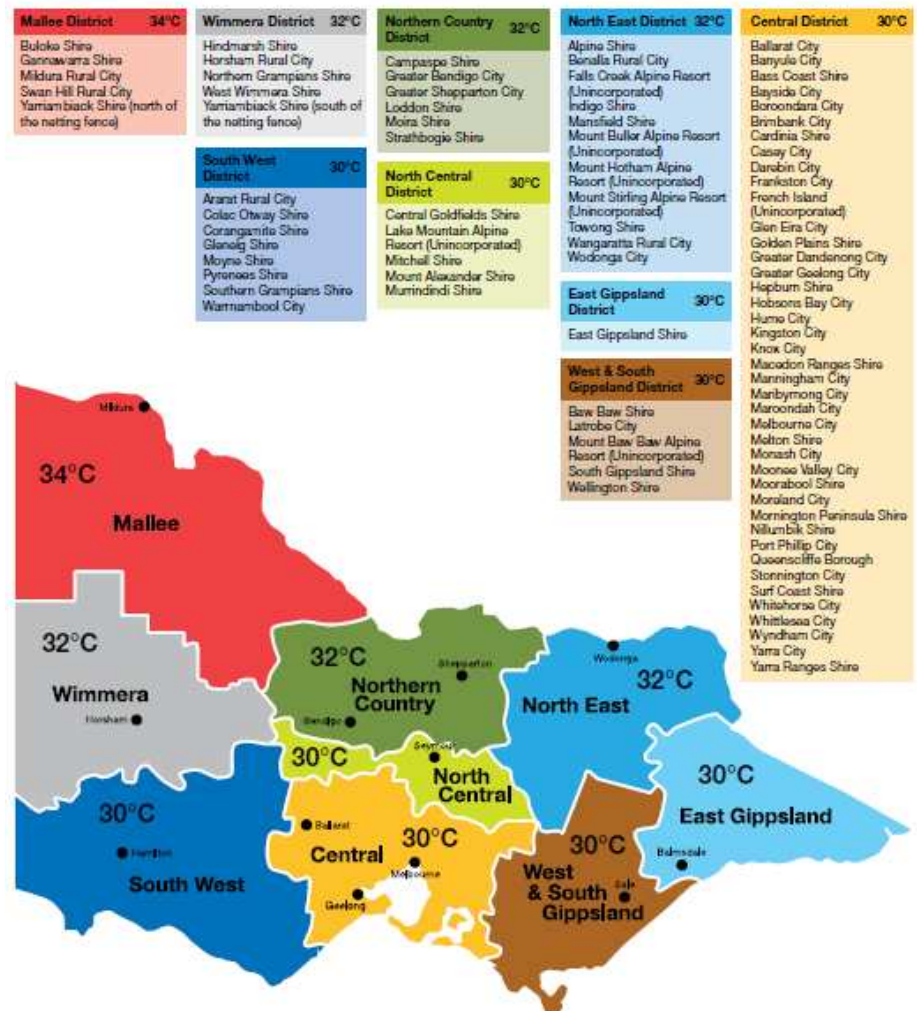 Mallee District 34°C
Buloke Shire
Gannawarra Shire
Mildura Rural City
Swan Hill Rural City
Yarriambiack Shire (north of
the netting fence)
Wimmera District 32°C
Hindmarsh Shire
Horsham Rural City
Northern Grampians Shire
West Wimmera Shire
Yarriambiack Shire (south of
the netting fence)
South West
District 30°C
Ararat Rural City
Colac Otway Shire
Corangamite Shire
Glenelg Shire
Moyne Shire
Pyrenees Shire
Southern Grampians Shire
Warrnambool City
Northern Country
District 32°C
Campaspe Shire
Greater Bendigo City
Greater Shepparton City
Loddon Shire
Moira Shire
Strathbogie Shire
North Central
District 30°C
Central Goldfields Shire
Lake Mountain Alpine
Resort (Unincorporated)
Mitchell Shire
Mount Alexander Shire
Murrindindi Shire
North East District 32°C
Alpine Shire
Benalla Rural City
Falls Creek Alpine Resort
(Unincorporated)
Indigo Shire
Mansfield Shire
Mount Buller Alpine Resort
(Unincorporated)
Mount Hotham Alpine
Resort (Unincorporated)
Mount Stirling Alpine Resort
(Unincorporated)
Towong Shire
Wangaratta Rural City
Wodonga City
East Gippsland
District 30°C
East Gippsland Shire
West & South
Gippsland District 30°C
Baw Baw Shire
Latrobe City
Mount Baw Baw Alpine
Resort (Unincorporated)
South Gippsland Shire
Wellington Shire
Central District 30°C
Ballarat City
Banyule City
Bass Coast Shire
Bayside City
Boroondara City
Brimbank City
Cardinia Shire
Casey City
Darebin City
Frankston City
French Island
(Unincorporated)
Glen Eira City
Golden Plains Shire
Greater Dandenong City
Greater Geelong City
Hepburn Shire
Hobsons Bay City
Hume City
Kingston City
Knox City
Macedon Ranges Shire
Manningham City
Maribyrnong City
Maroondah City
Melbourne City
Melton Shire
Monash City
Moonee Valley City
Moorabool Shire
Moreland City
Mornington Peninsula Shire
Nillumbik Shire
Port Phillip City
Queenscliffe Borough
Stonnington City
Surf Coast Shire
Whitehorse City
Whittlesea City
Wyndham City
Yarra City
Yarra Ranges Shire
Mildura
34°C
Mallee
32°C
Wimmera
Horsham
32°C
Shepparton
Northern
Country
Bendigo
Wodonga
32°C
North East
30°C
Seymour
North
Central
30°C
East Gippsland
Bairnsdale
30°C
Hamilton
South West
Ballarat
30°C
Central
Melbourne
Geelong
30°C
West
& South
Gippsland
Sale